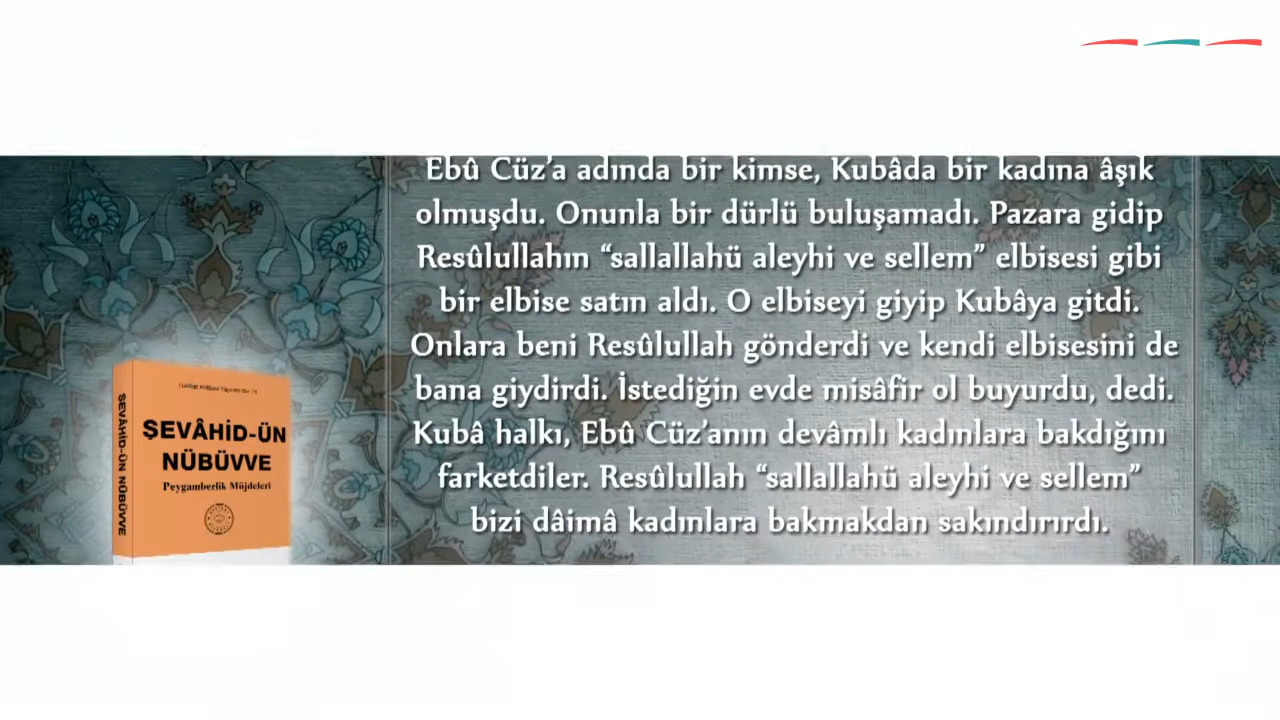 Ebû Cüz’a adında bir kimse, Kubâda bir kadına âşık
olmuşdu. Onunla bir dürlü buluşamadı. Pazara gidip
Resûlullahın “sallallahü aleyhi ve sellem” elbisesi gibi
bir elbise satın aldı. O elbiseyi giyip Kubâya gitdi.
Onlara beni Resûlullah gönderdi ve kendi elbisesini de
bana giydirdi. İstediğin evde misâfir ol buyurdu, dedi.
Kubâ halkı, Ebû Cüz’anın devâmlı kadınlara bakdığını
farketdiler. Resûlullah “sallallahü aleyhi ve sellem”
bizi dâimâ kadınlara bakmakdan sakındırırdı.
ŞEVÂHİD-ÜN NÜBÜVVE
ŞEVÂHİD-ÜN
NÜBÜVVE
Peygamberlik Müjdeleri